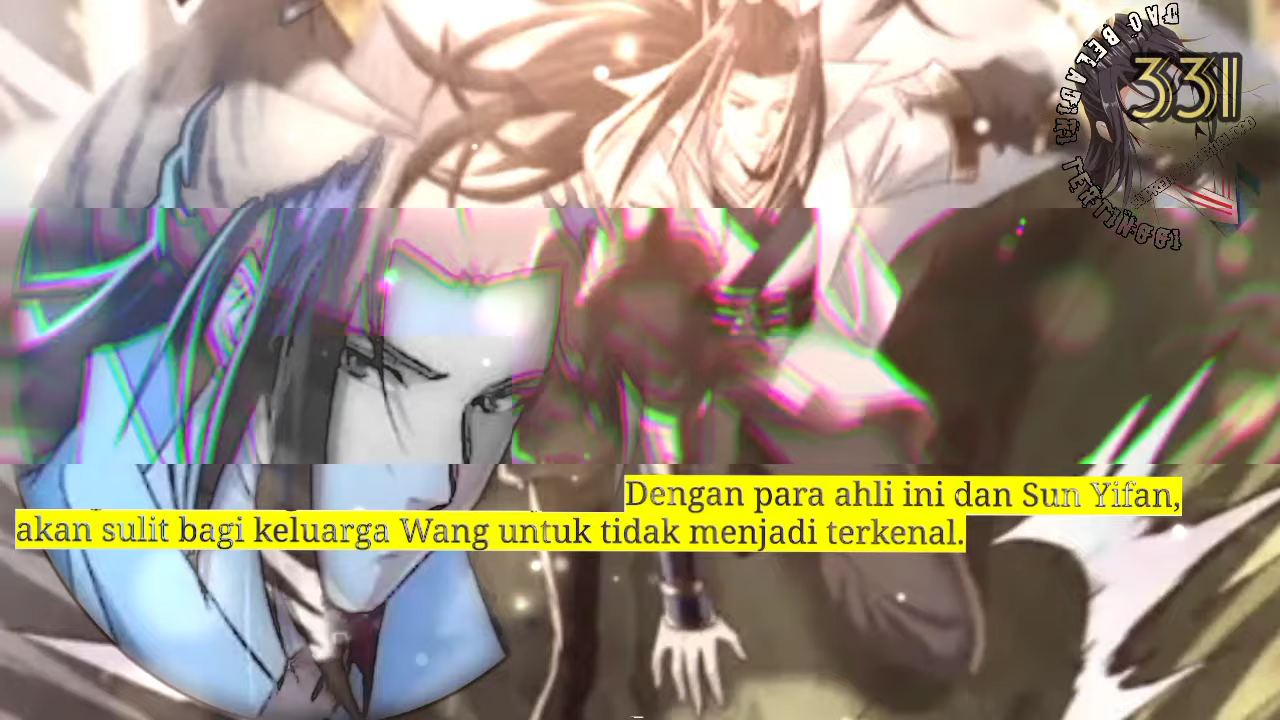 331
Dengan para ahli ini dan Sun Yifan,
akan sulit bagi keluarga Wang untuk tidak menjadi terkenal.